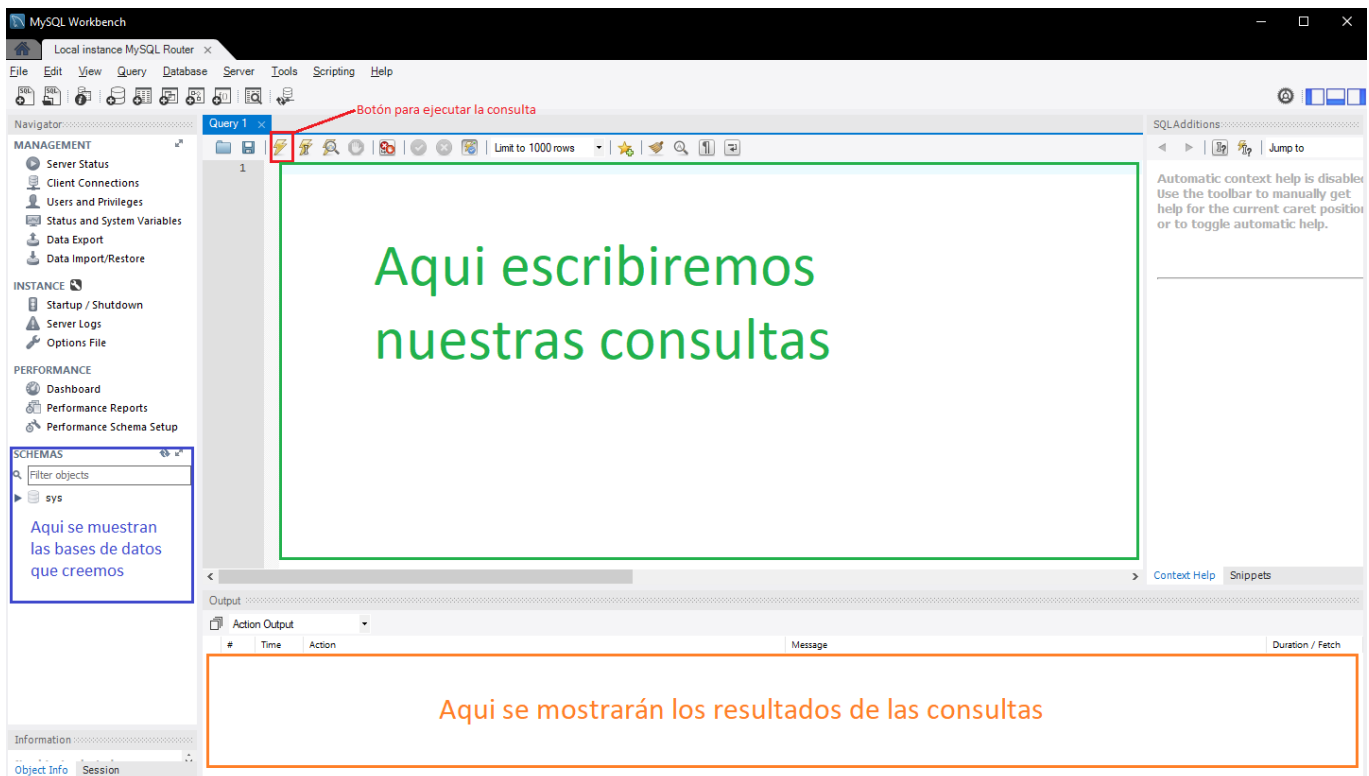 MySQL Workbench
Local instance MySQL Router
File Edit View Query Database Server Tools Scripting Help
Botón para ejecutar la consulta
Navigator
MANAGEMENT
Server Status
Client Connections
Users and Privileges
Status and System Variables
Data Export
Data Import/Restore
INSTANCE
Startup / Shutdown
Server Logs
Options File
PERFORMANCE
Dashboard
Performance Reports
Performance Schema Setup
SCHEMAS
Filter objects
sys
Aqui se muestran
las bases de datos
que creemos
Information
Object Info Session
Query 1
Limit to 1000 rows
1
Aqui escribiremos
nuestras consultas
SQLAdditions
Jump to
Automatic context help is disabled
Use the toolbar to manually get
help for the current caret position
or to toggle automatic help.
Context Help Snippets
Output
Action Output
# Time Action Message Duration / Fetch
Aqui se mostrarán los resultados de las consultas